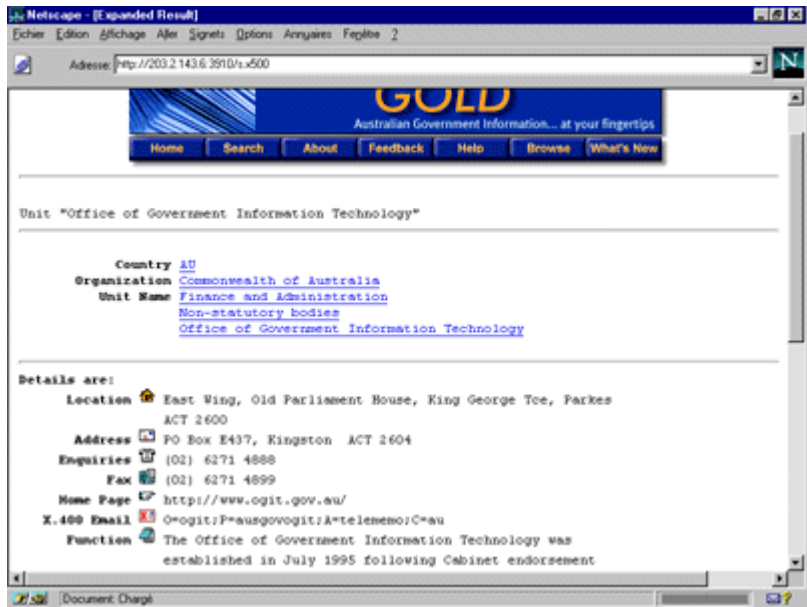 Netscape - [Expanded Result]
Fichier Edition Affichage Aller Signets Options Annuaires Fenêtre ?
Adresse: http://203.2.143.6:3910/s.x500
GOLD
Australian Government Information... at your fingertips
Home Search About Feedback Help Browse What's New
Unit "Office of Government Information Technology"
Country AU
Organization Commonwealth of Australia
Unit Name Finance and Administration
Non-statutory bodies
Office of Government Information Technology
Details are:
Location East Wing, Old Parliament House, King George Tce, Parkes
ACT 2600
Address PO Box E437, Kingston ACT 2604
Enquiries (02) 6271 4888
Fax (02) 6271 4899
Home Page http://www.ogit.gov.au/
X.400 Email O=ogit;P=ausgovogit;A=telememo;C=au
Function The Office of Government Information Technology was
established in July 1995 following Cabinet endorsement
Document: Chargé